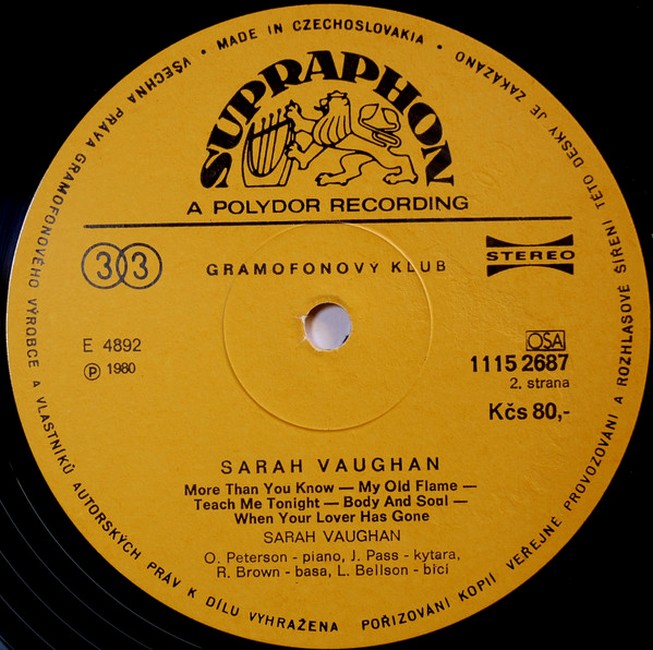 VŠECHNA PRÁVA GRAMOFONOVÉHO VÝROBCE A VLASTNÍKŮ AUTORSKÝCH PRÁV K DÍLU VYHRAŽENA
POŘIZOVÁNÍ KOPIÍ VEŘEJNÉ PROVOZOVÁNÍ A ROZHLASOVÉ ŠÍŘENÍ TÉTO DESKY JE ZAKÁZÁNO
• MADE IN CZECHOSLOVAKIA •
SUPRAPHON
A POLYDOR RECORDING
33
GRAMOFONOVÝ KLUB
STEREO
E 4892
Ⓟ 1980
OSA
1115 2687
2. strana
Kčs 80,-
SARAH VAUGHAN
More Than You Know — My Old Flame —
Teach Me Tonight — Body And Soul —
When Your Lover Has Gone
SARAH VAUGHAN
O. Peterson - piano, J. Pass - kytara,
R. Brown - basa, L. Bellson - bicí